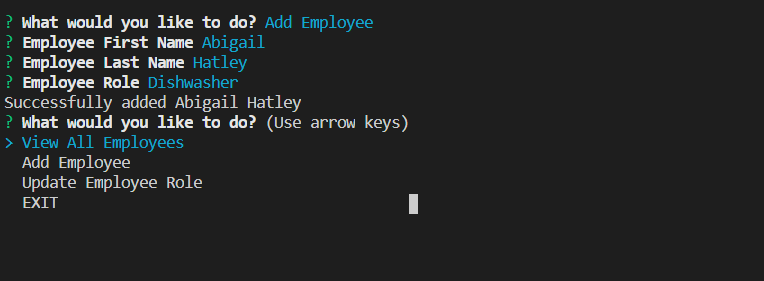 ? What would you like to do? Add Employee
? Employee First Name Abigail
? Employee Last Name Hatley
? Employee Role Dishwasher
Successfully added Abigail Hatley
? What would you like to do? (Use arrow keys)
> View All Employees
  Add Employee
  Update Employee Role
  EXIT